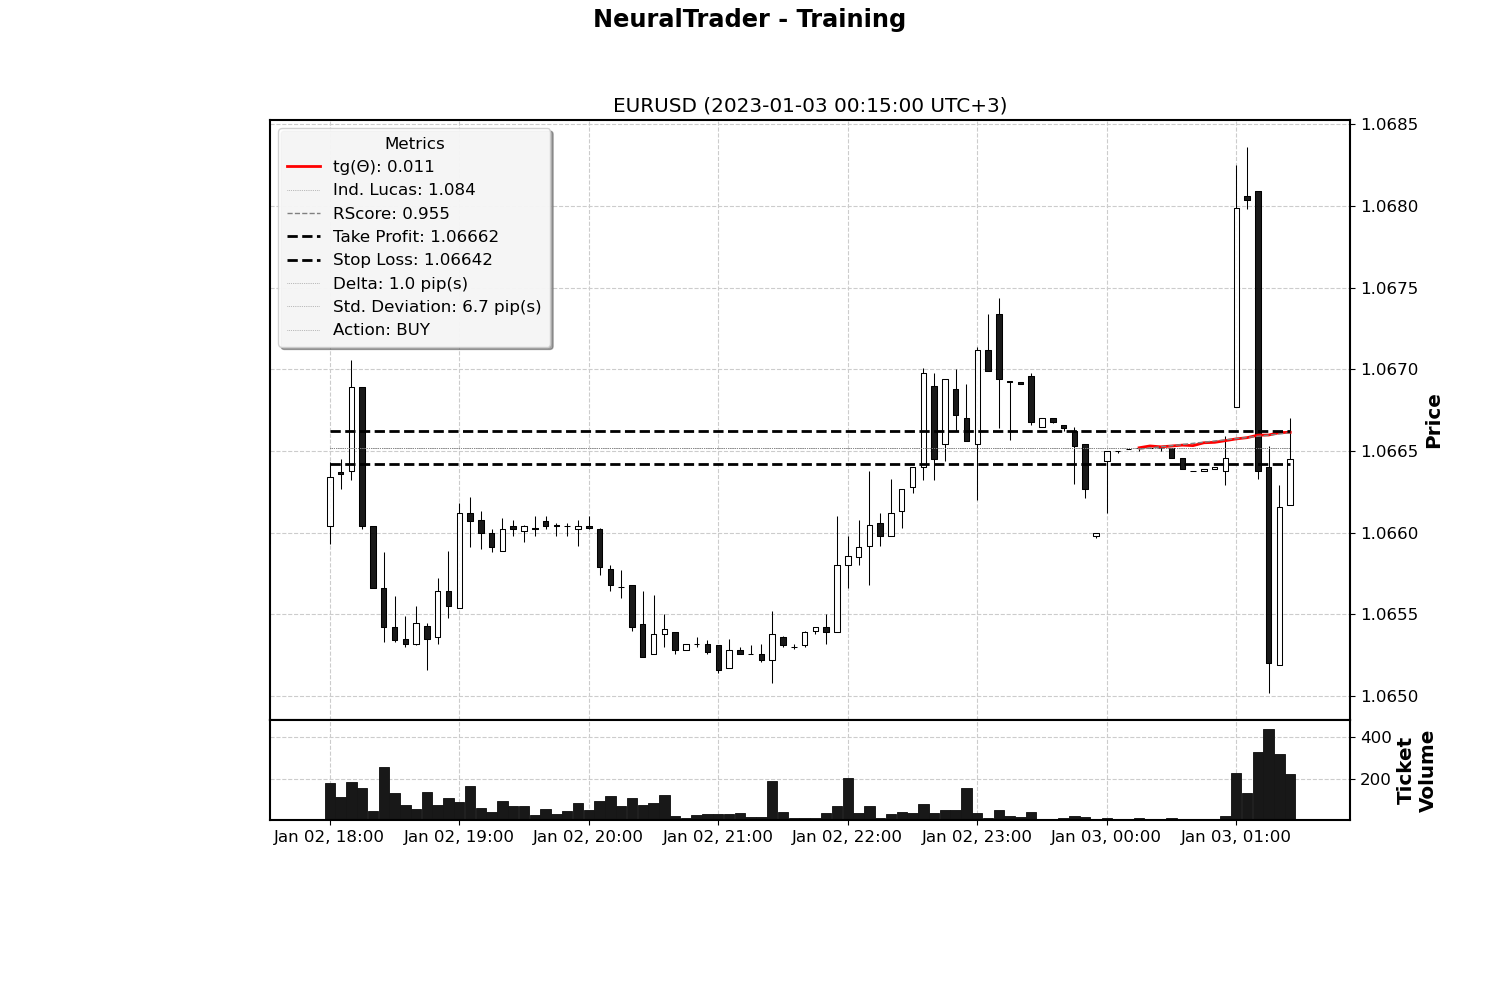 NeuralTrader - Training
EURUSD (2023-01-03 00:15:00 UTC+3)
Metrics
tg(Θ): 0.011
Ind. Lucas: 1.084
RScore: 0.955
Take Profit: 1.06662
Stop Loss: 1.06642
Delta: 1.0 pip(s)
Std. Deviation: 6.7 pip(s)
Action: BUY
1.0685
1.0680
1.0675
1.0670
1.0665
1.0660
1.0655
1.0650
Price
400
200
Ticket
Volume
Jan 02, 18:00
Jan 02, 19:00
Jan 02, 20:00
Jan 02, 21:00
Jan 02, 22:00
Jan 02, 23:00
Jan 03, 00:00
Jan 03, 01:00